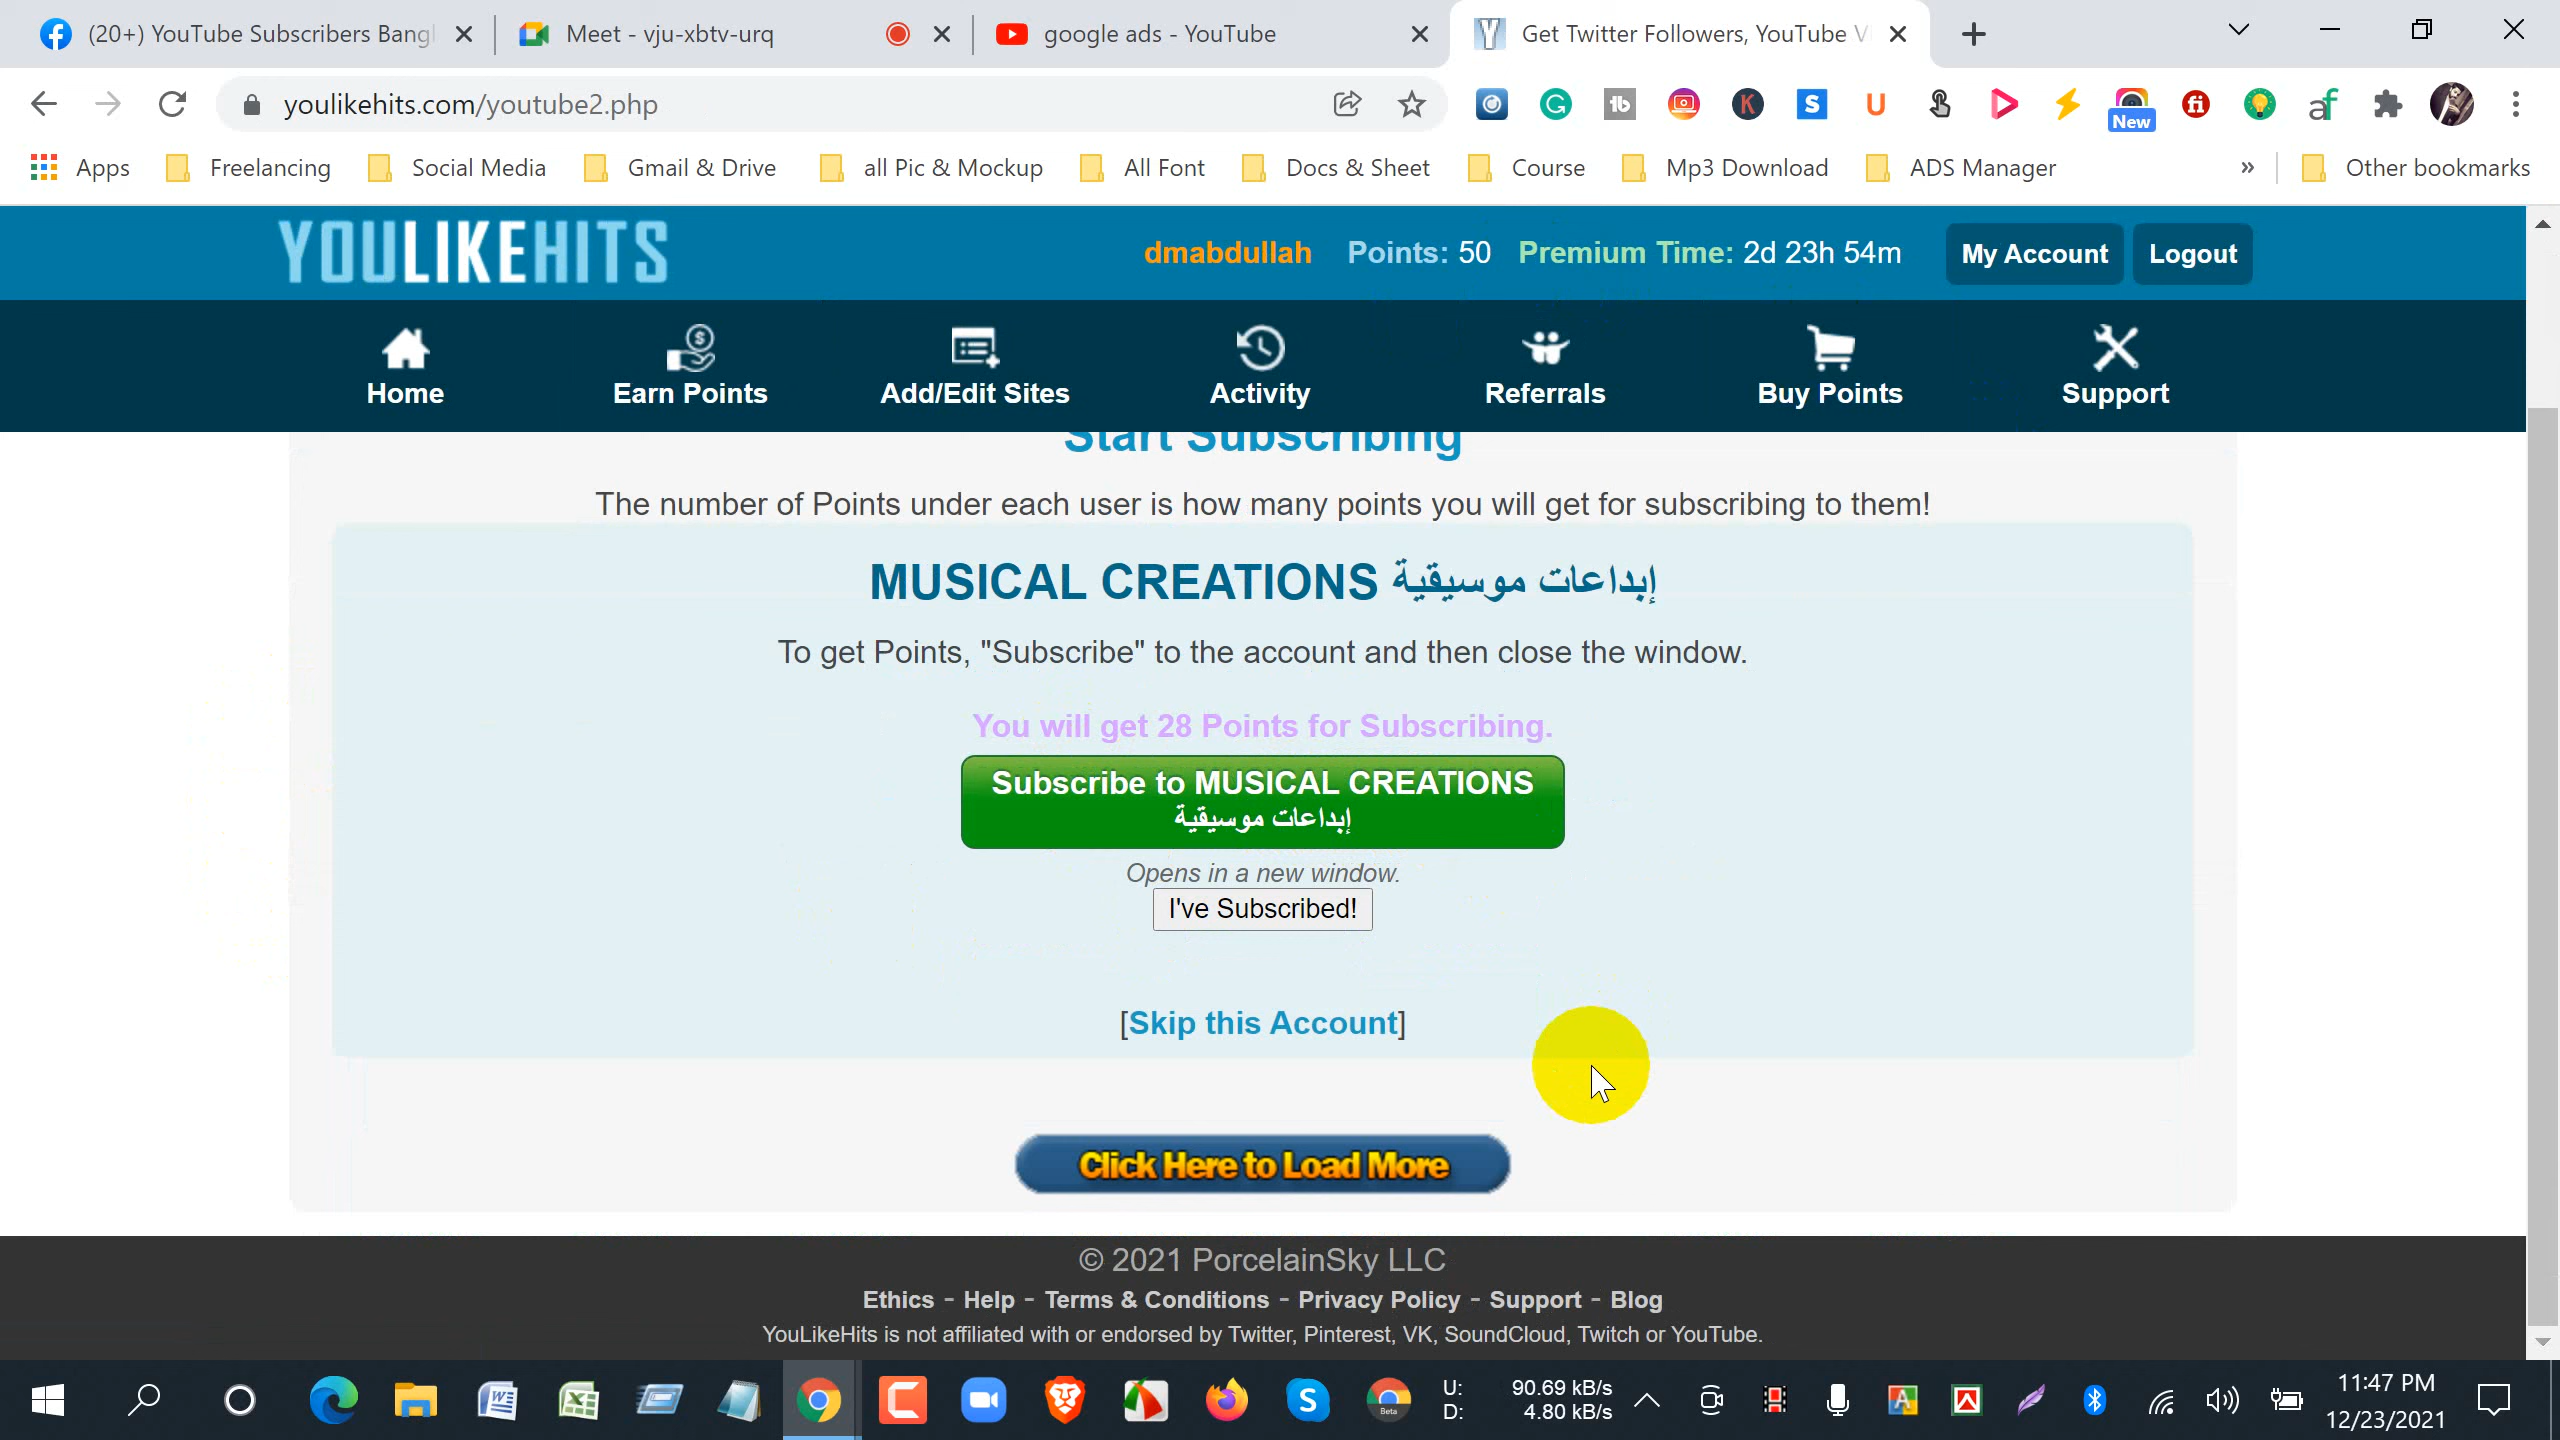 (20+) YouTube Subscribers Bangl
Meet - vju-xbtv-urq
google ads - YouTube
Get Twitter Followers, YouTube V
youlikehits.com/youtube2.php
New
Apps
Freelancing
Social Media
Gmail & Drive
all Pic & Mockup
All Font
Docs & Sheet
Course
Mp3 Download
ADS Manager
»
Other bookmarks
YOULIKEHITS
dmabdullah Points: 50 Premium Time: 2d 23h 54m
My Account
Logout
Home
Earn Points
Add/Edit Sites
Activity
Referrals
Buy Points
Support
Start Subscribing
The number of Points under each user is how many points you will get for subscribing to them!
MUSICAL CREATIONS إبداعات موسيقية
To get Points, "Subscribe" to the account and then close the window.
You will get 28 Points for Subscribing.
Subscribe to MUSICAL CREATIONS
إبداعات موسيقية
Opens in a new window.
I've Subscribed!
[Skip this Account]
Click Here to Load More
© 2021 PorcelainSky LLC
Ethics - Help - Terms & Conditions - Privacy Policy - Support - Blog
YouLikeHits is not affiliated with or endorsed by Twitter, Pinterest, VK, SoundCloud, Twitch or YouTube.
Beta
U: 90.69 kB/s
D: 4.80 kB/s
11:47 PM
12/23/2021